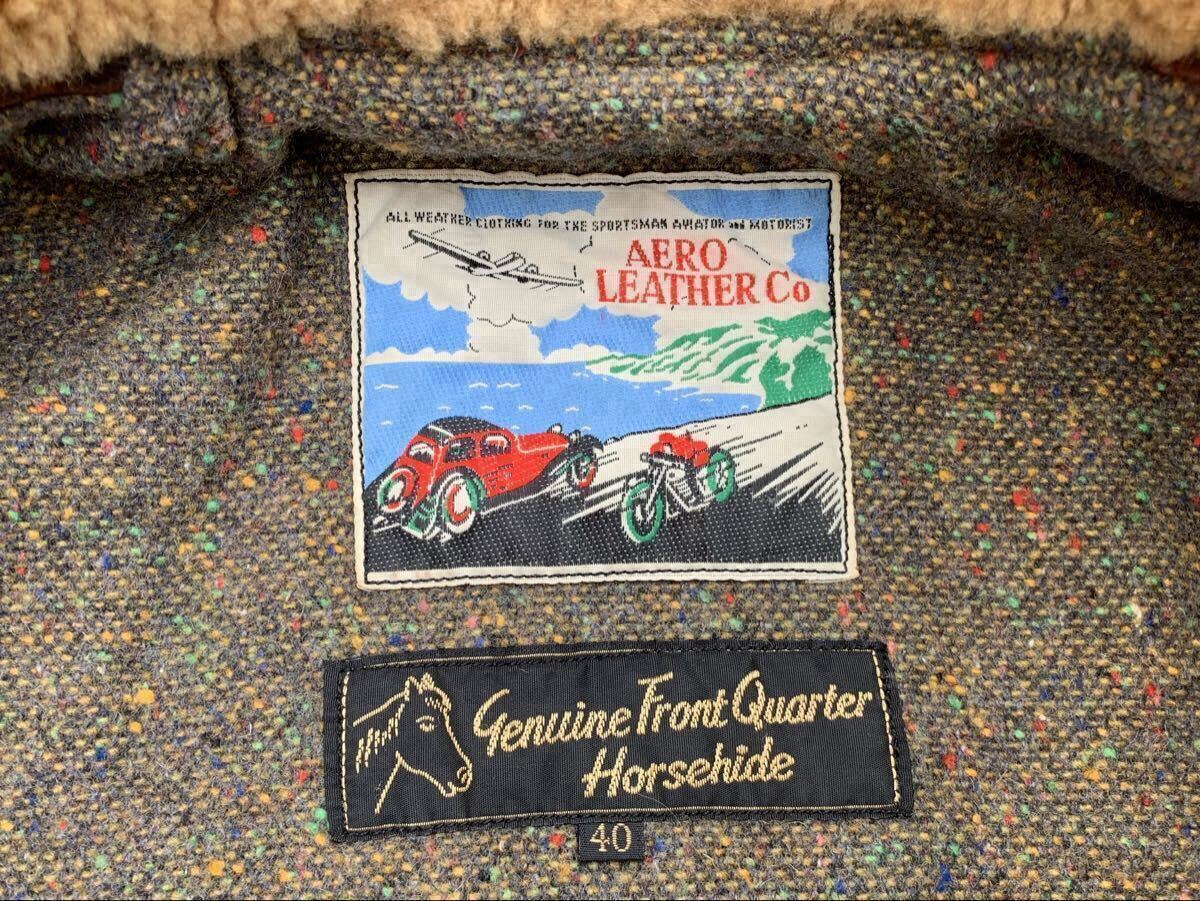 ALL WEATHER CLOTHING FOR THE SPORTSMAN AVIATOR AND MOTORIST
AERO
LEATHER Co
Genuine Front Quarter
Horsehide
40